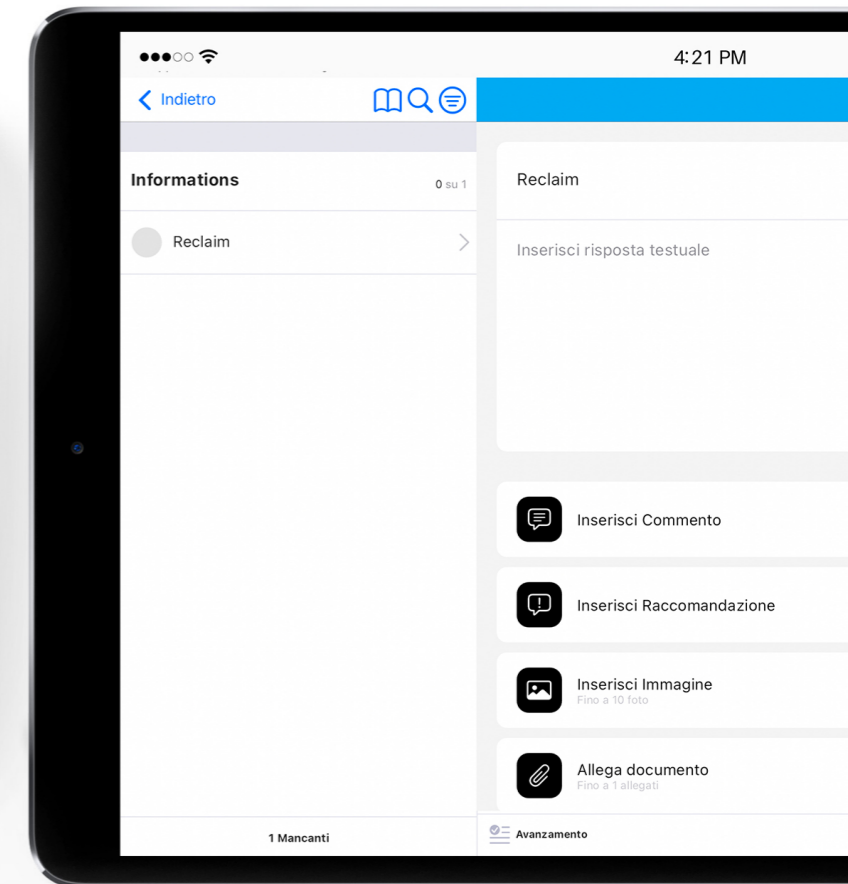 4:21 PM
Indietro
Informations
0 su 1
Reclaim
1 Mancanti
Reclaim
Inserisci risposta testuale
Inserisci Commento
Inserisci Raccomandazione
Inserisci Immagine
Fino a 10 foto
Allega documento
Fino a 1 allegati
Avanzamento